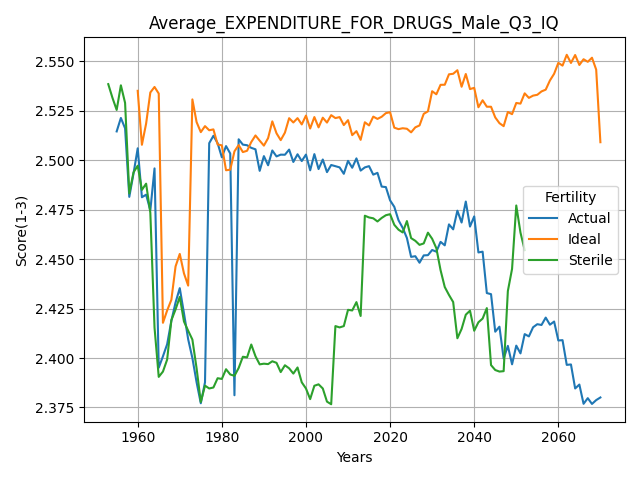 Average_EXPENDITURE_FOR_DRUGS_Male_Q3_IQ
Score(1-3)
2.550
2.525
2.500
2.475
2.450
2.425
2.400
2.375
Fertility
Actual
Ideal
Sterile
1960
1980
2000
2020
2040
2060
Years